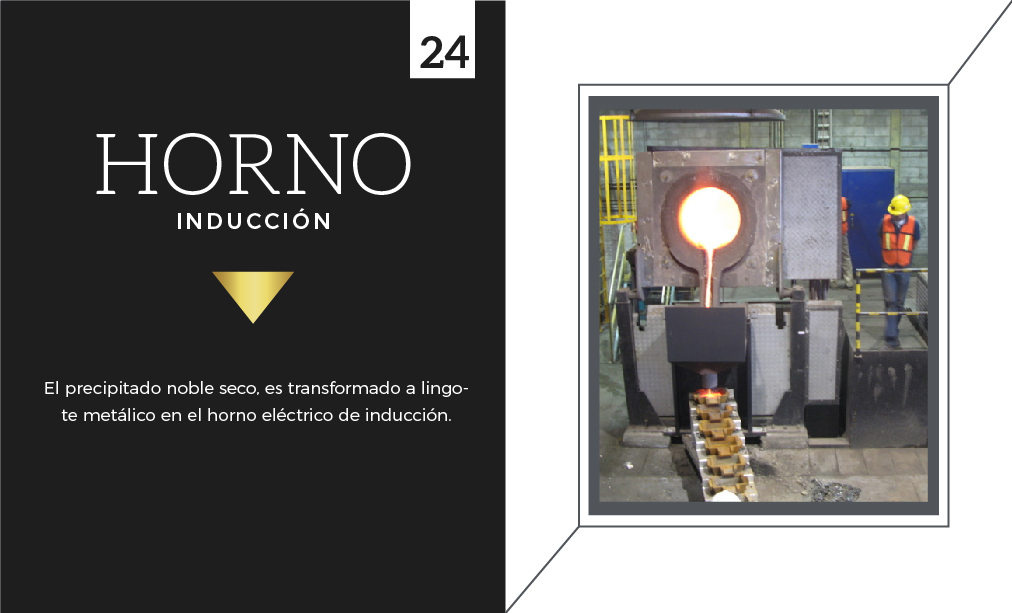 24
HORNO
INDUCCIÓN
El precipitado noble seco, es transformado a lingo-
te metálico en el horno eléctrico de inducción.